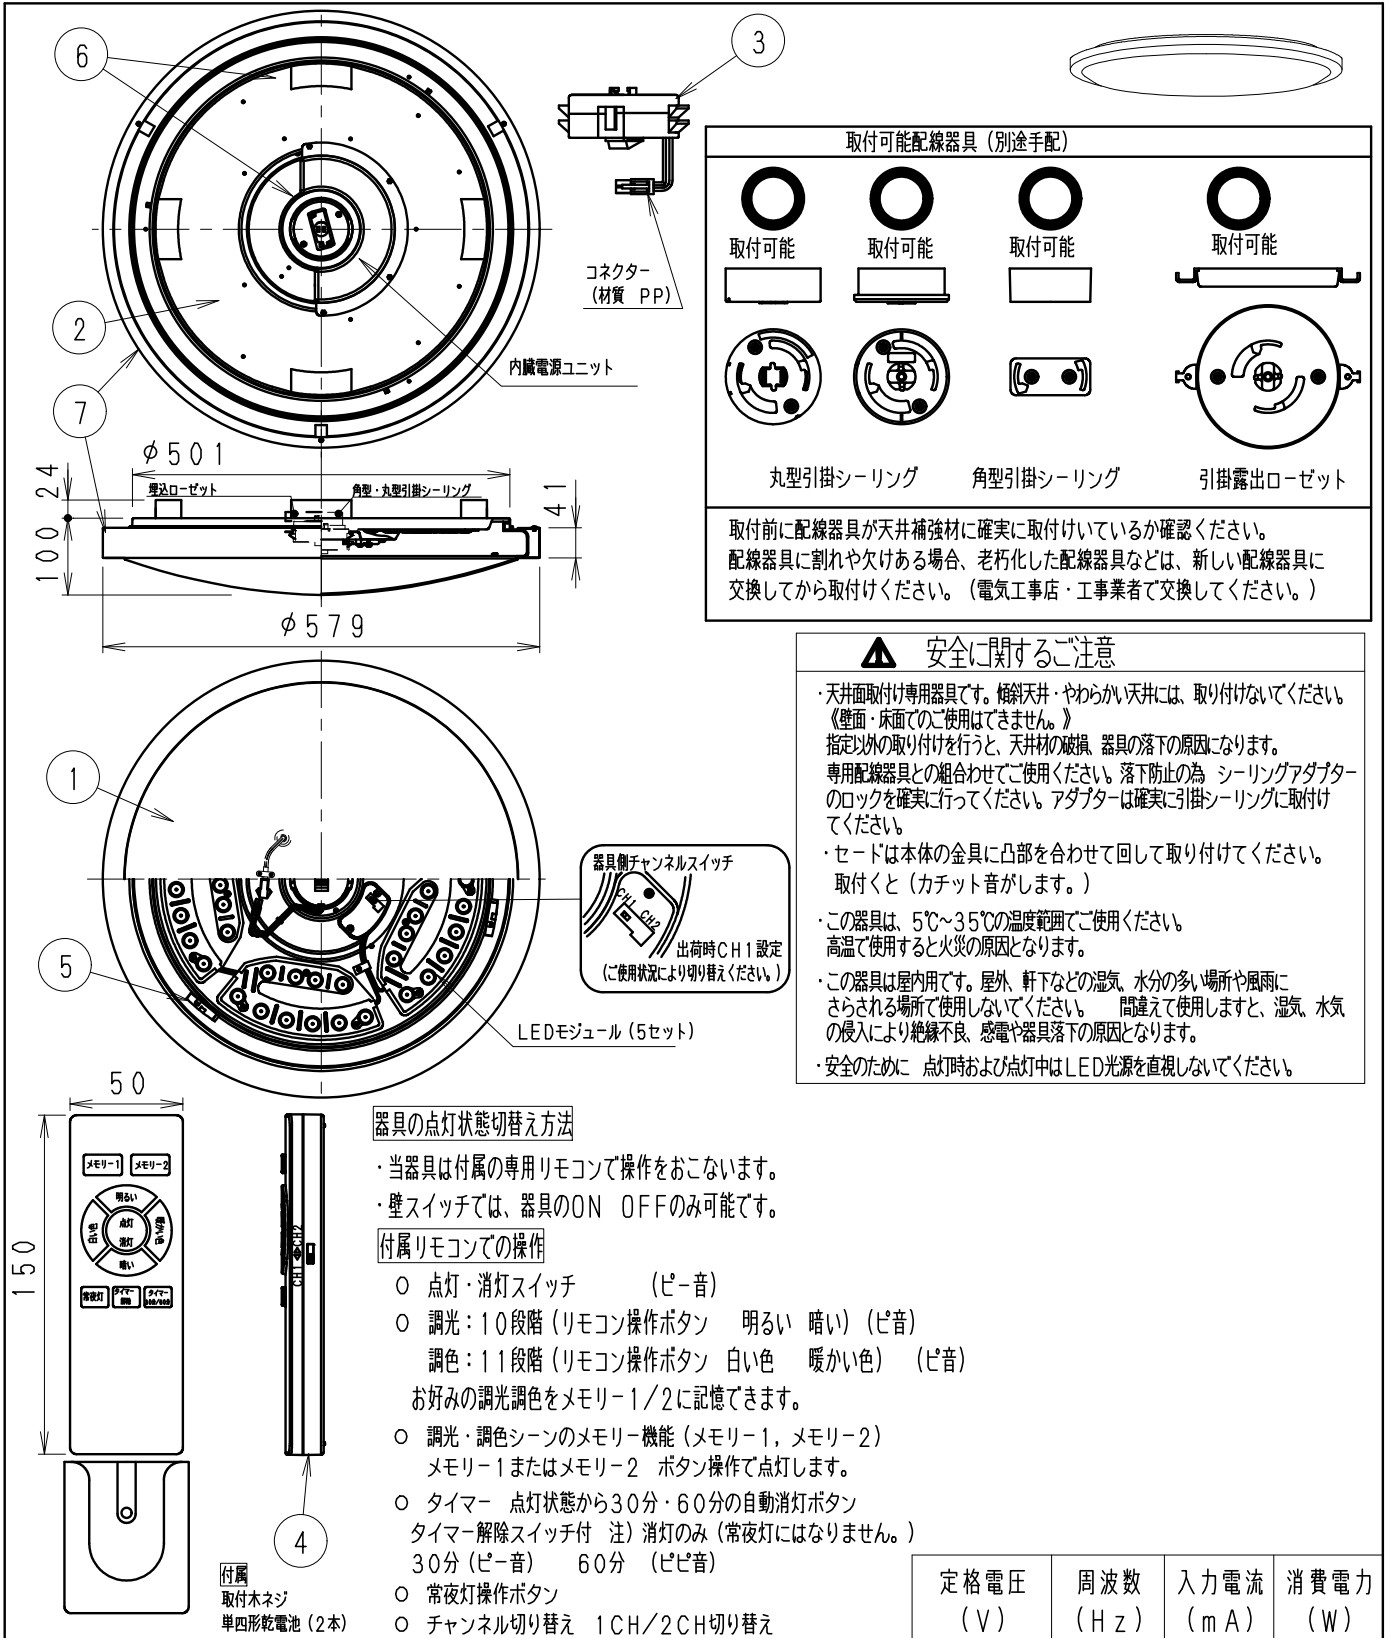 6
3
取付可能配線器具（別途手配）
取付可能
取付可能
取付可能
取付可能
コネクター
（材質　PP）
2
内臓電源ユニット
7
φ501
24
埋込ローゼット
角型・丸型引掛シーリング
41
100
φ579
丸型引掛シーリング
角型引掛シーリング
引掛露出ローゼット
取付前に配線器具が天井補強材に確実に取付けいているか確認ください。
配線器具に割れや欠けある場合、老朽化した配線器具などは、新しい配線器具に
交換してから取付けください。（電気工事店・工事業者で交換してください。）
安全に関するご注意
・天井面取付け専用器具です。傾斜天井・やわらかい天井には、取り付けないでください。
《壁面・床面でのご使用はできません。》
指定以外の取り付けを行うと、天井材の破損、器具の落下の原因になります。
専用配線器具との組合わせでご使用ください。落下防止の為　シーリングアダプター
のロックを確実に行ってください。アダプターは確実に引掛シーリングに取付け
てください。
・セードは本体の金具に凸部を合わせて回して取り付けてください。
取付くと（カチット音がします。）
・この器具は、5℃～35℃の温度範囲でご使用ください。
高温で使用すると火災の原因となります。
・この器具は屋内用です。屋外、軒下などの湿気、水分の多い場所や風雨に
さらされる場所で使用しないでください。　間違えて使用しますと、湿気、水気
の侵入により絶縁不良、感電や器具落下の原因となります。
・安全のために　点灯時および点灯中はLED光源を直視しないでください。
1
器具側チャンネルスイッチ
CH1 CH2
出荷時CH1設定
（ご使用状況により切り替えください。）
5
LEDモジュール（5セット）
50
150
メモリー1
メモリー2
明るい
白い色
点灯
消灯
暖かい色
暗い
常夜灯
タイマー
解除
タイマー
30分/60分
CH1 ⇔CH2
4
付属
取付木ネジ
単四形乾電池（2本）
器具の点灯状態切替え方法
・当器具は付属の専用リモコンで操作をおこないます。
・壁スイッチでは、器具のON　OFFのみ可能です。
付属リモコンでの操作
○　点灯・消灯スイッチ　　　（ピー音）
○　調光：10段階（リモコン操作ボタン　明るい　暗い）（ピ音）
調色：11段階（リモコン操作ボタン　白い色　暖かい色）　（ピ音）
お好みの調光調色をメモリー1／2に記憶できます。
○　調光・調色シーンのメモリー機能（メモリー1，メモリー2）
メモリー1またはメモリー2　ボタン操作で点灯します。
○　タイマー　点灯状態から30分・60分の自動消灯ボタン
タイマー解除スイッチ付　注）消灯のみ（常夜灯にはなりません。）
30分（ピー音）　60分　（ピピ音）
○　常夜灯操作ボタン
○　チャンネル切り替え　1CH／2CH切り替え
定格電圧
（V）
周波数
（Hz）
入力電流
（mA）
消費電力
（W）